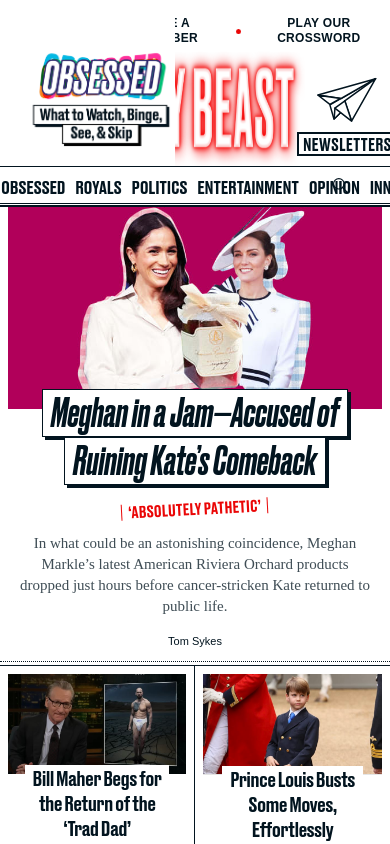 PLAY OUR
CROSSWORD
OBSESSED
What to Watch, Binge,
See, & Skip
BEAST
NEWSLETTERS
OBSESSED ROYALS POLITICS ENTERTAINMENT OPINION INN
Meghan in a Jam—Accused of
Ruining Kate’s Comeback
‘ABSOLUTELY PATHETIC’
In what could be an astonishing coincidence, Meghan
Markle’s latest American Riviera Orchard products
dropped just hours before cancer-stricken Kate returned to
public life.
Tom Sykes
Bill Maher Begs for
the Return of the
‘Trad Dad’
Prince Louis Busts
Some Moves,
Effortlessly